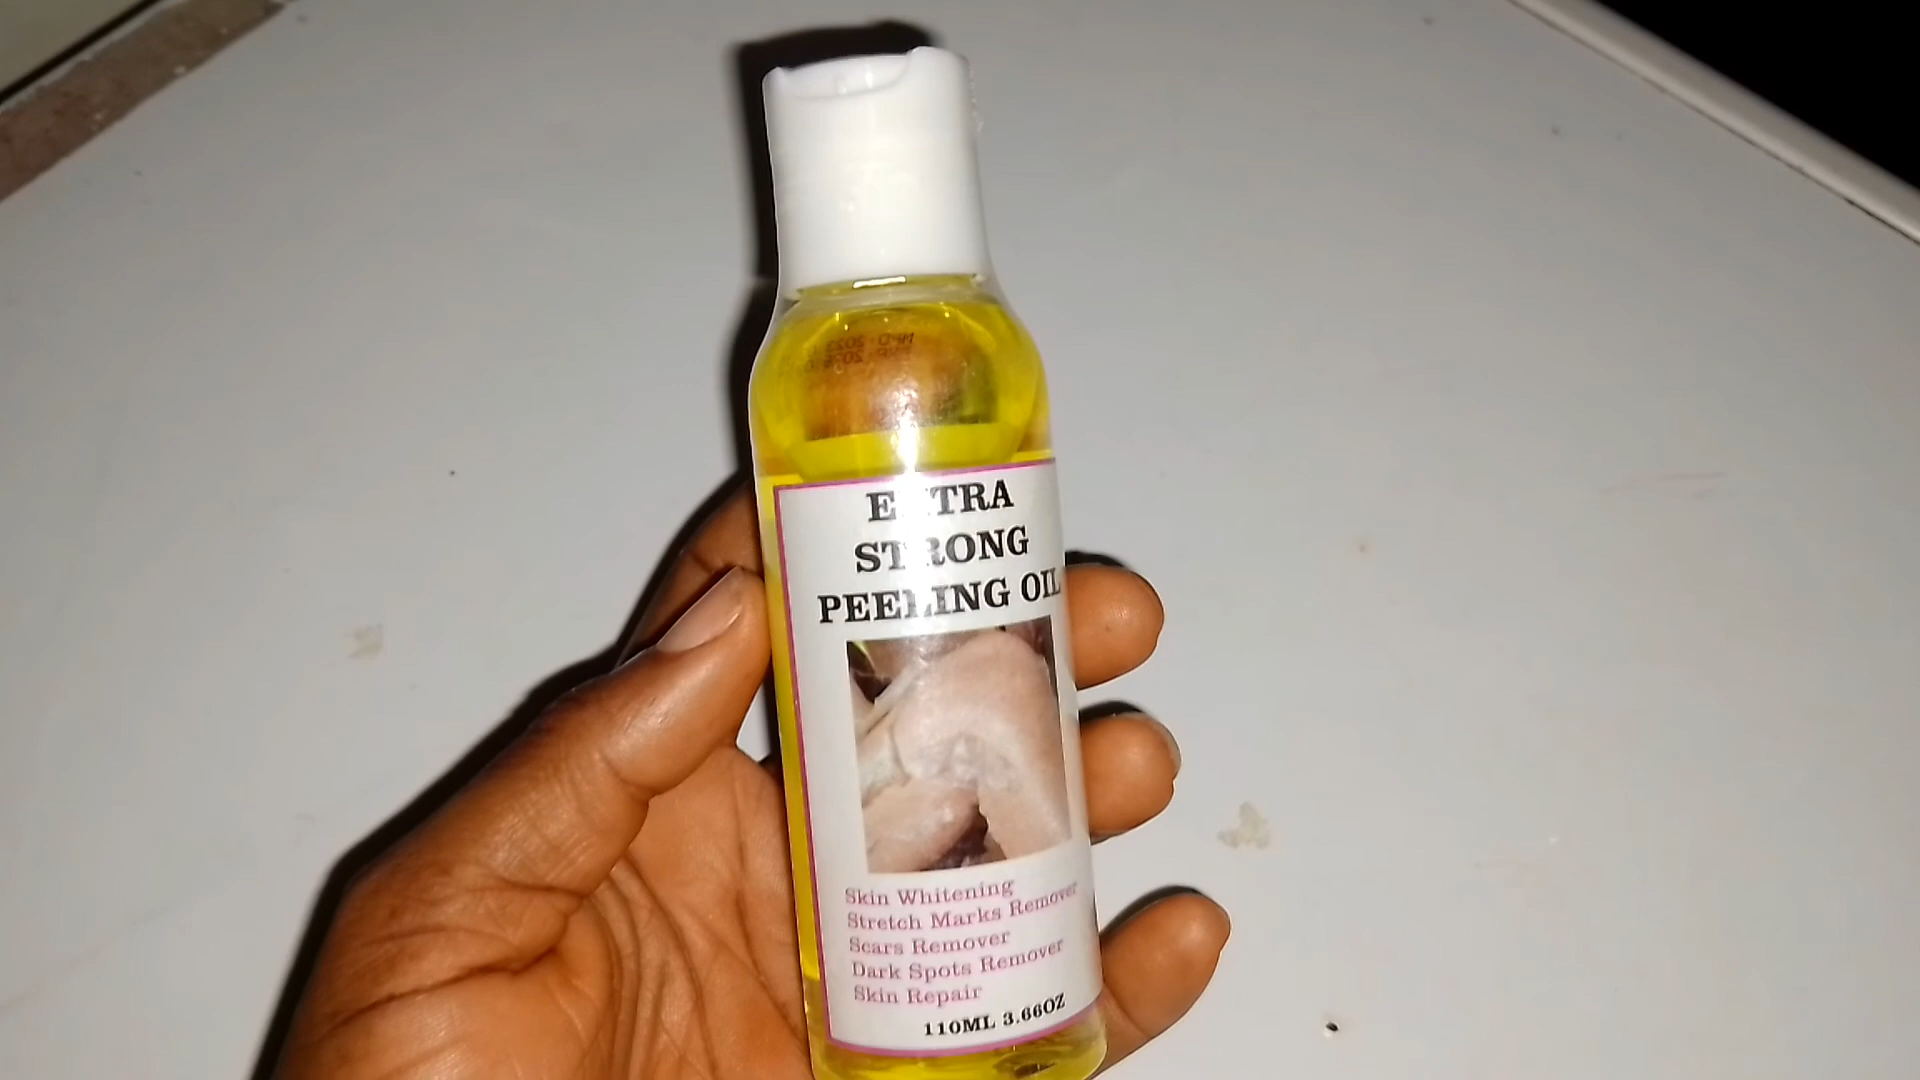 EXTRA
STRONG
PEELING OIL
Skin Whitening
Stretch Marks Remover
Scars Remover
Dark Spots Remover
Skin Repair
110ML 3.66OZ